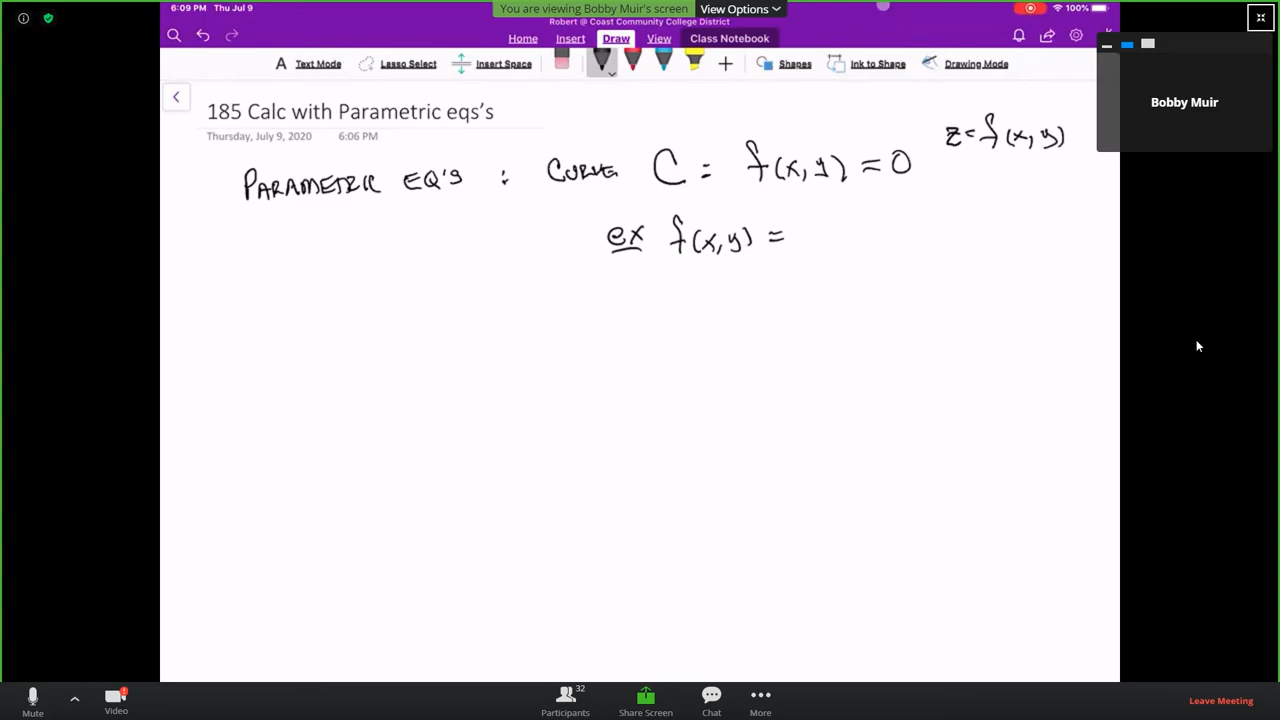 6:09 PM Thu Jul 9
You are viewing Bobby Muir's screen
View Options
100%
Robert @ Coast Community College District
Home Insert Draw View Class Notebook
Text Mode Lasso Select Insert Space Shapes Ink to Shape Drawing Mode
Bobby Muir
185 Calc with Parametric eqs's
Thursday, July 9, 2020 6:06 PM
z = f(x, y)
PARAMETRIC EQ'S : CURVE C : f(x, y) = 0
ex f(x, y) =
Mute
Video
Participants 32
Share Screen
Chat
More
Leave Meeting